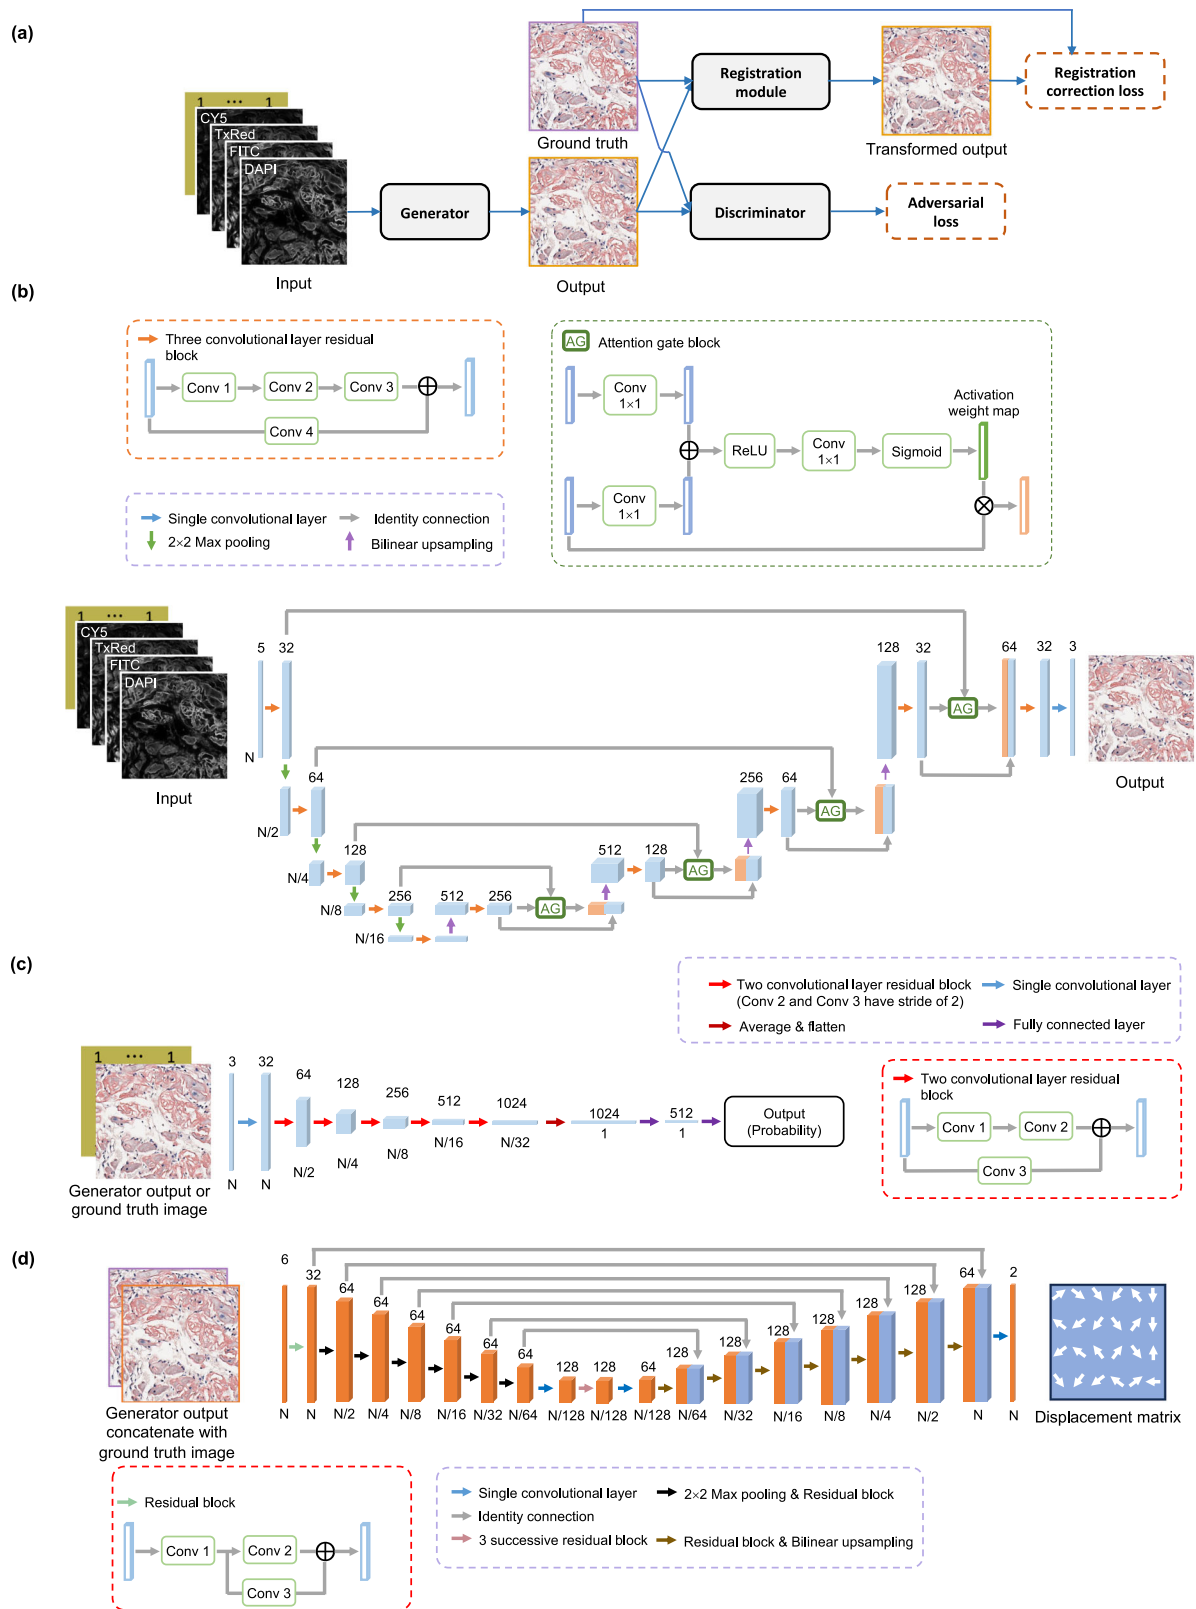 (a)
1 ... 1
CY5
TxRed
FITC
DAPI
Input
Generator
Ground truth
Output
Registration
module
Discriminator
Transformed output
Registration
correction loss
Adversarial
loss
(b)
Three convolutional layer residual
block
Conv 1
Conv 2
Conv 3
Conv 4
Single convolutional layer
Identity connection
2×2 Max pooling
Bilinear upsampling
AG
Attention gate block
Conv
1×1
Conv
1×1
ReLU
Conv
1×1
Sigmoid
Activation
weight map
1 ... 1
CY5
TxRed
FITC
DAPI
Input
5
32
N
64
N/2
128
N/4
256
N/8
512
N/16
256
AG
512
128
AG
256
64
AG
128
32
AG
64
32
3
Output
(c)
Two convolutional layer residual block
(Conv 2 and Conv 3 have stride of 2)
Single convolutional layer
Average & flatten
Fully connected layer
1 ... 1
Generator output or
ground truth image
3
32
64
128
256
512
1024
1024
512
N
N
N/2
N/4
N/8
N/16
N/32
1
1
Output
(Probability)
Two convolutional layer residual
block
Conv 1
Conv 2
Conv 3
(d)
Generator output
concatenate with
ground truth image
6
32
64
64
64
64
64
64
128
128
64
128
128
128
128
128
128
64
2
N
N
N/2
N/4
N/8
N/16
N/32
N/64
N/128
N/128
N/128
N/64
N/32
N/16
N/8
N/4
N/2
N
N
Displacement matrix
Residual block
Conv 1
Conv 2
Conv 3
Single convolutional layer
2×2 Max pooling & Residual block
Identity connection
3 successive residual block
Residual block & Bilinear upsampling